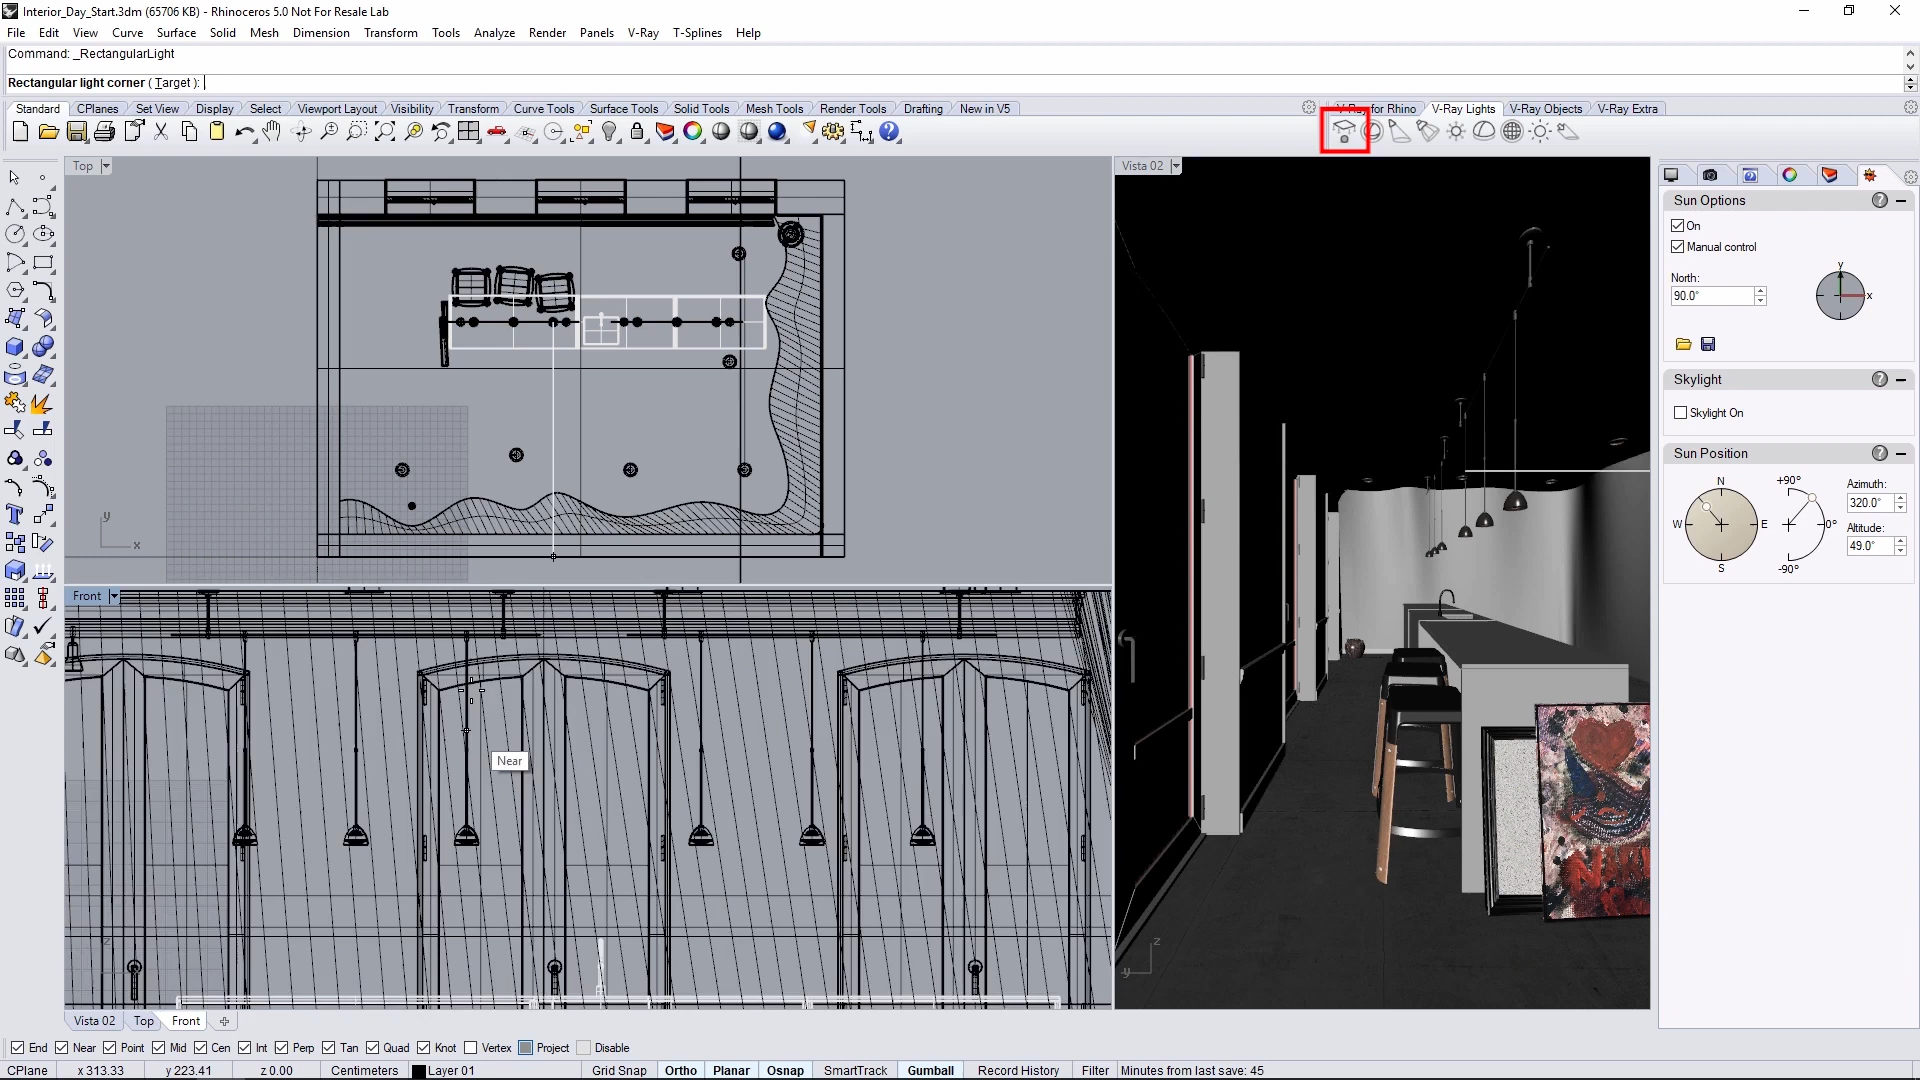 Interior_Day_Start.3dm (65706 KB) - Rhinoceros 5.0 Not For Resale Lab
File Edit View Curve Surface Solid Mesh Dimension Transform Tools Analyze Render Panels V-Ray T-Splines Help
Command: _RectangularLight
Rectangular light corner ( Target ):
Standard CPlanes Set View Display Select Viewport Layout Visibility Transform Curve Tools Surface Tools Solid Tools Mesh Tools Render Tools Drafting New in V5
V-Ray for Rhino V-Ray Lights V-Ray Objects V-Ray Extra
Top
Vista 02
Sun Options
On
Manual control
North:
90.0°
y
x
Skylight
Skylight On
Sun Position
N
W E
S
+90°
0°
-90°
Azimuth:
320.0°
Altitude:
49.0°
y
x
Front
Near
z
z
y
Vista 02 Top Front
End Near Point Mid Cen Int Perp Tan Quad Knot Vertex Project Disable
CPlane x 313.33 y 223.41 z 0.00 Centimeters Layer 01 Grid Snap Ortho Planar Osnap SmartTrack Gumball Record History Filter Minutes from last save: 45